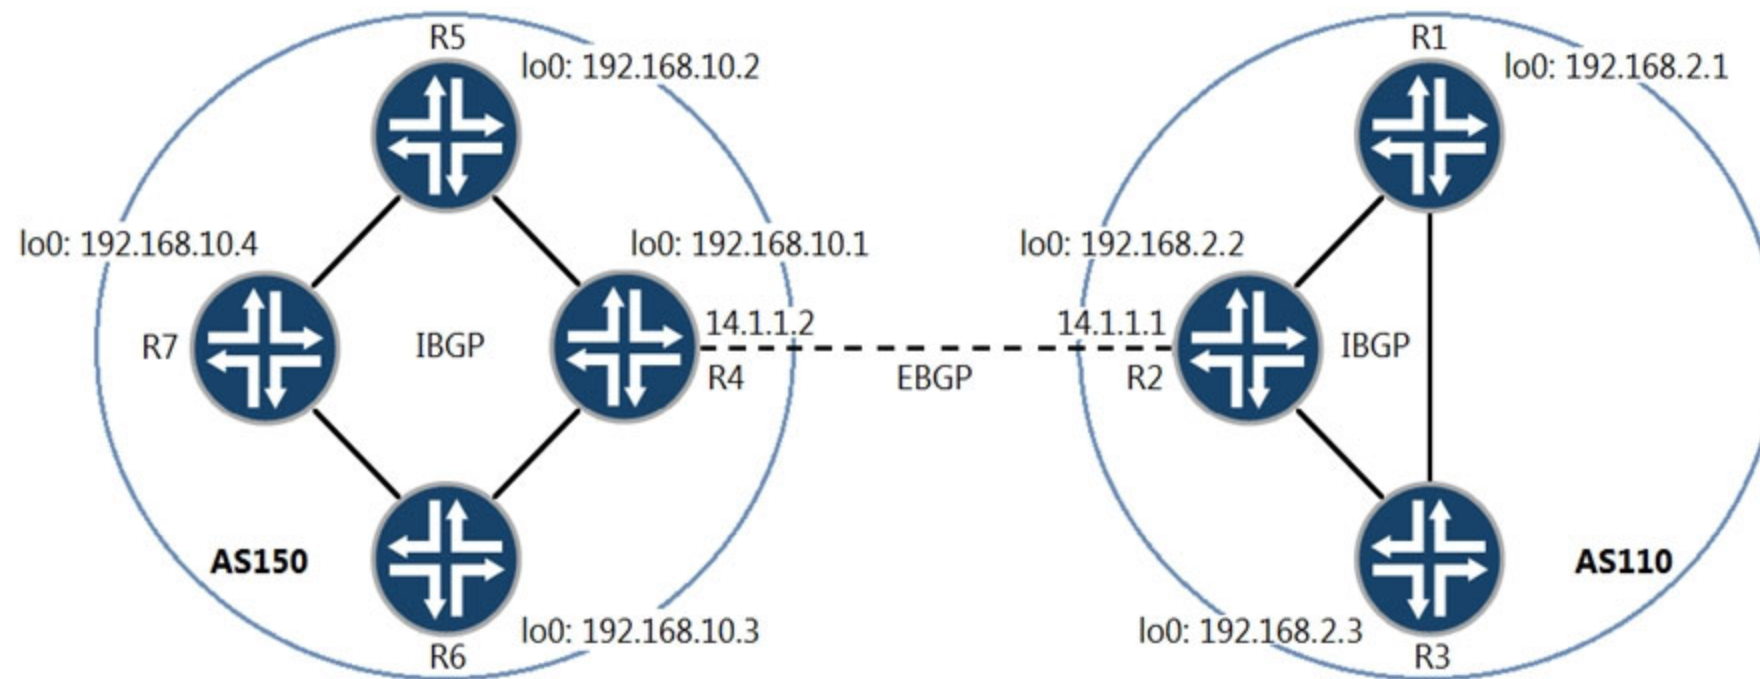 R5
lo0: 192.168.10.2
lo0: 192.168.10.4
lo0: 192.168.10.1
R7
IBGP
14.1.1.2
R4
EBGP
AS150
lo0: 192.168.10.3
R6
R1
lo0: 192.168.2.1
lo0: 192.168.2.2
14.1.1.1
R2
IBGP
AS110
lo0: 192.168.2.3
R3